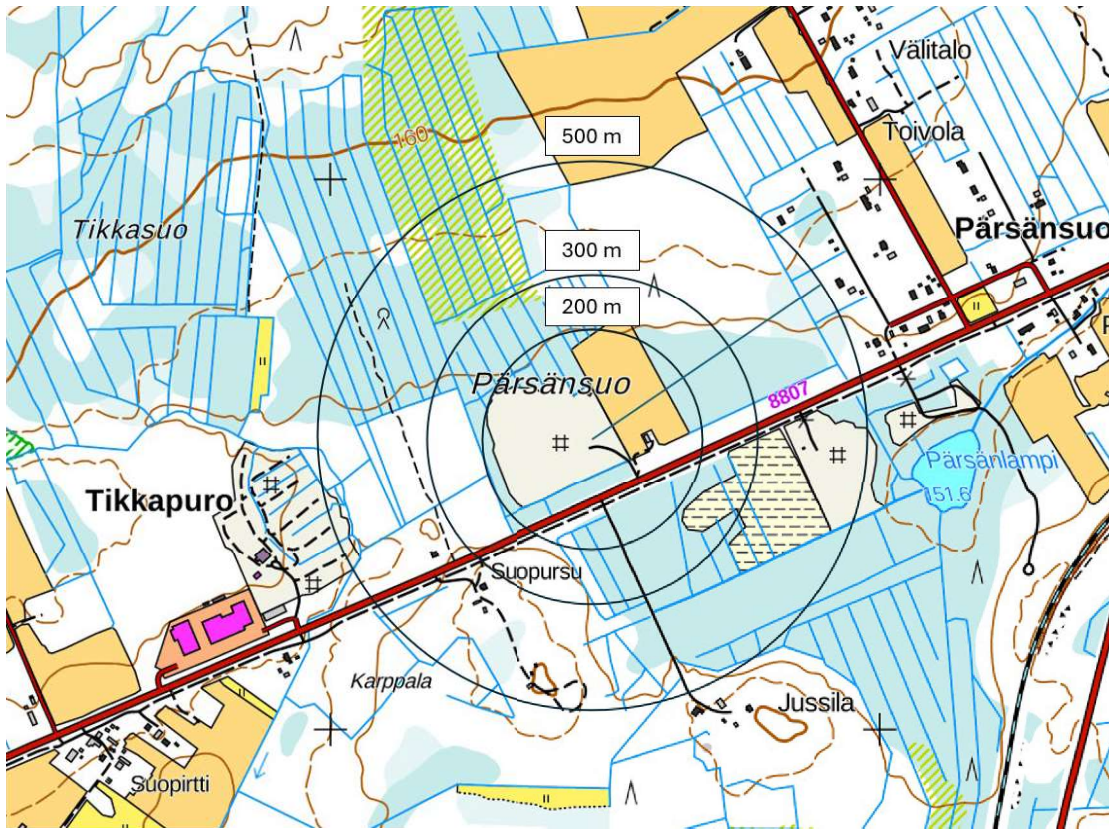 Välitalo
160
500 m
Toivola
Tikkasuo
Pärsänsuo
300 m
200 m
Pärsänsuo
8807
Pärsänlampi
151.6
Tikkapuro
Suopursu
Karppala
Jussila
Suopirtti